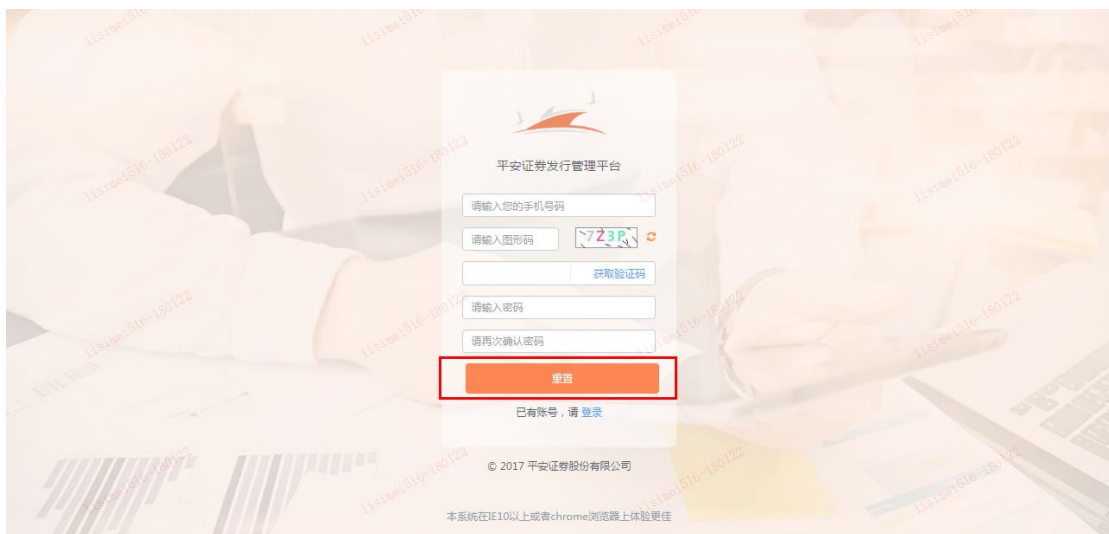 平安证券发行管理平台
请输入您的手机号码
请输入图形码 7Z3P
获取验证码
请输入密码
请再次确认密码
重置
已有账号，请 登录
© 2017 平安证券股份有限公司
本系统在IE10以上或者chrome浏览器上体验更佳
lisimei516-180122